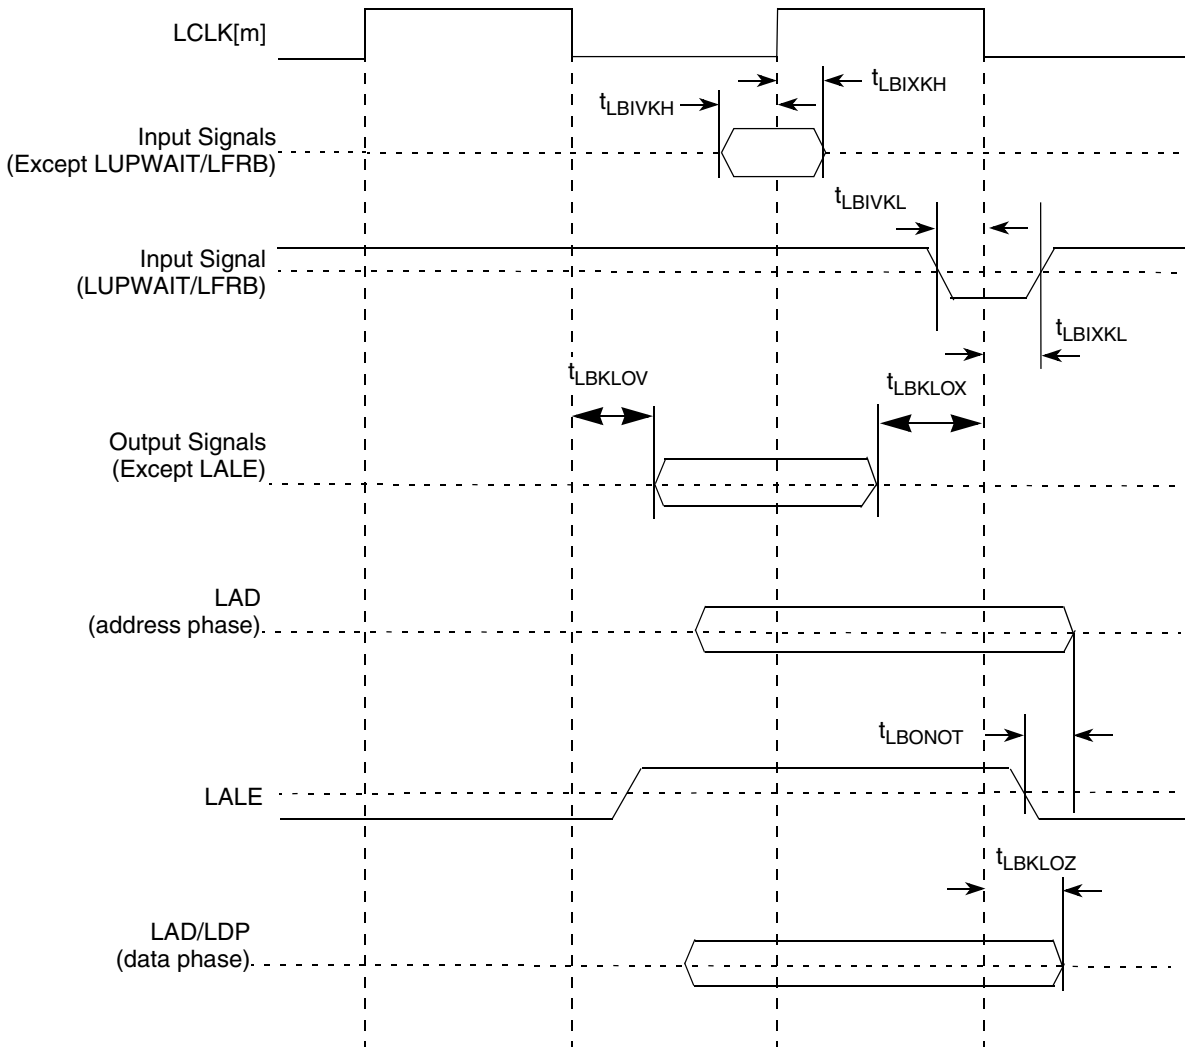 LCLK[m]
tLBIXKH
tLBIVKH
Input Signals
(Except LUPWAIT/LFRB)
tLBIVKL
Input Signal
(LUPWAIT/LFRB)
tLBIXKL
tLBKLOV
tLBKLOX
Output Signals
(Except LALE)
LAD
(address phase)
tLBONOT
LALE
tLBKLOZ
LAD/LDP
(data phase)